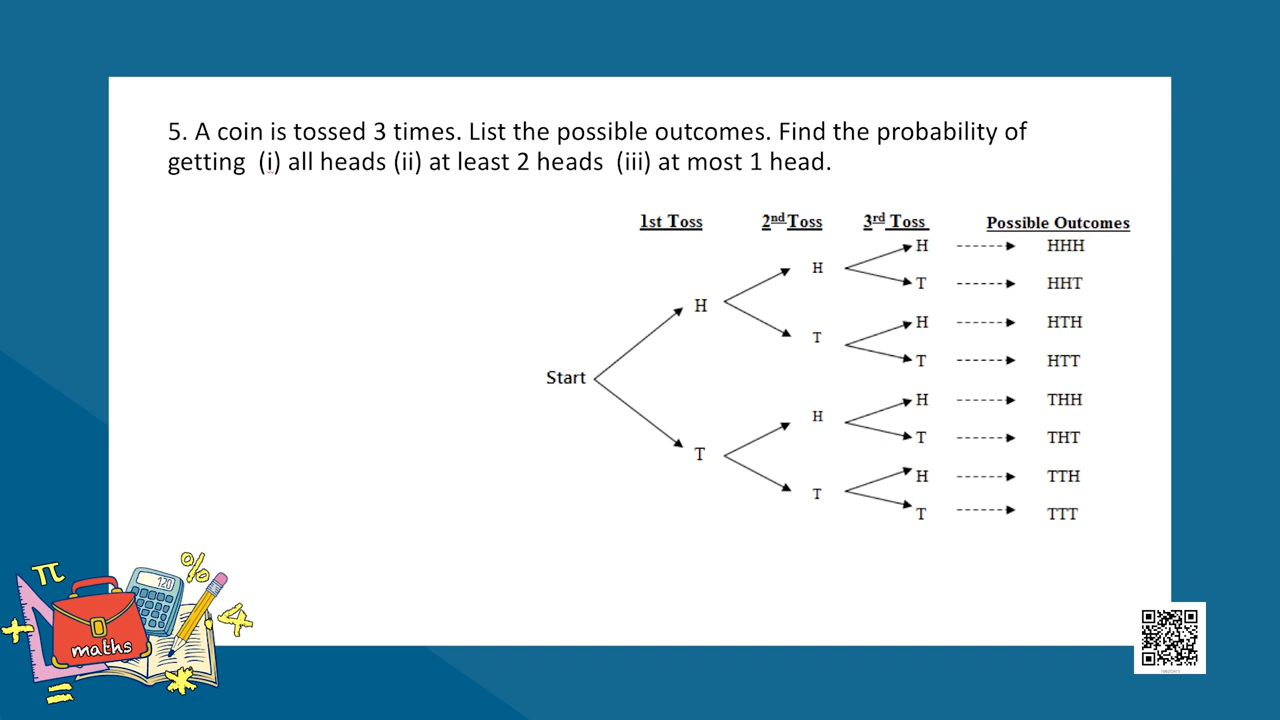 5. A coin is tossed 3 times. List the possible outcomes. Find the probability of
getting (i) all heads (ii) at least 2 heads (iii) at most 1 head.
1st Toss 2nd Toss 3rd Toss Possible Outcomes
H HHH
H
T HHT
H
H HTH
T
T HTT
Start
H THH
H
T THT
T
H TTH
T
T TTT
π
%
120
+
4
maths
*
=